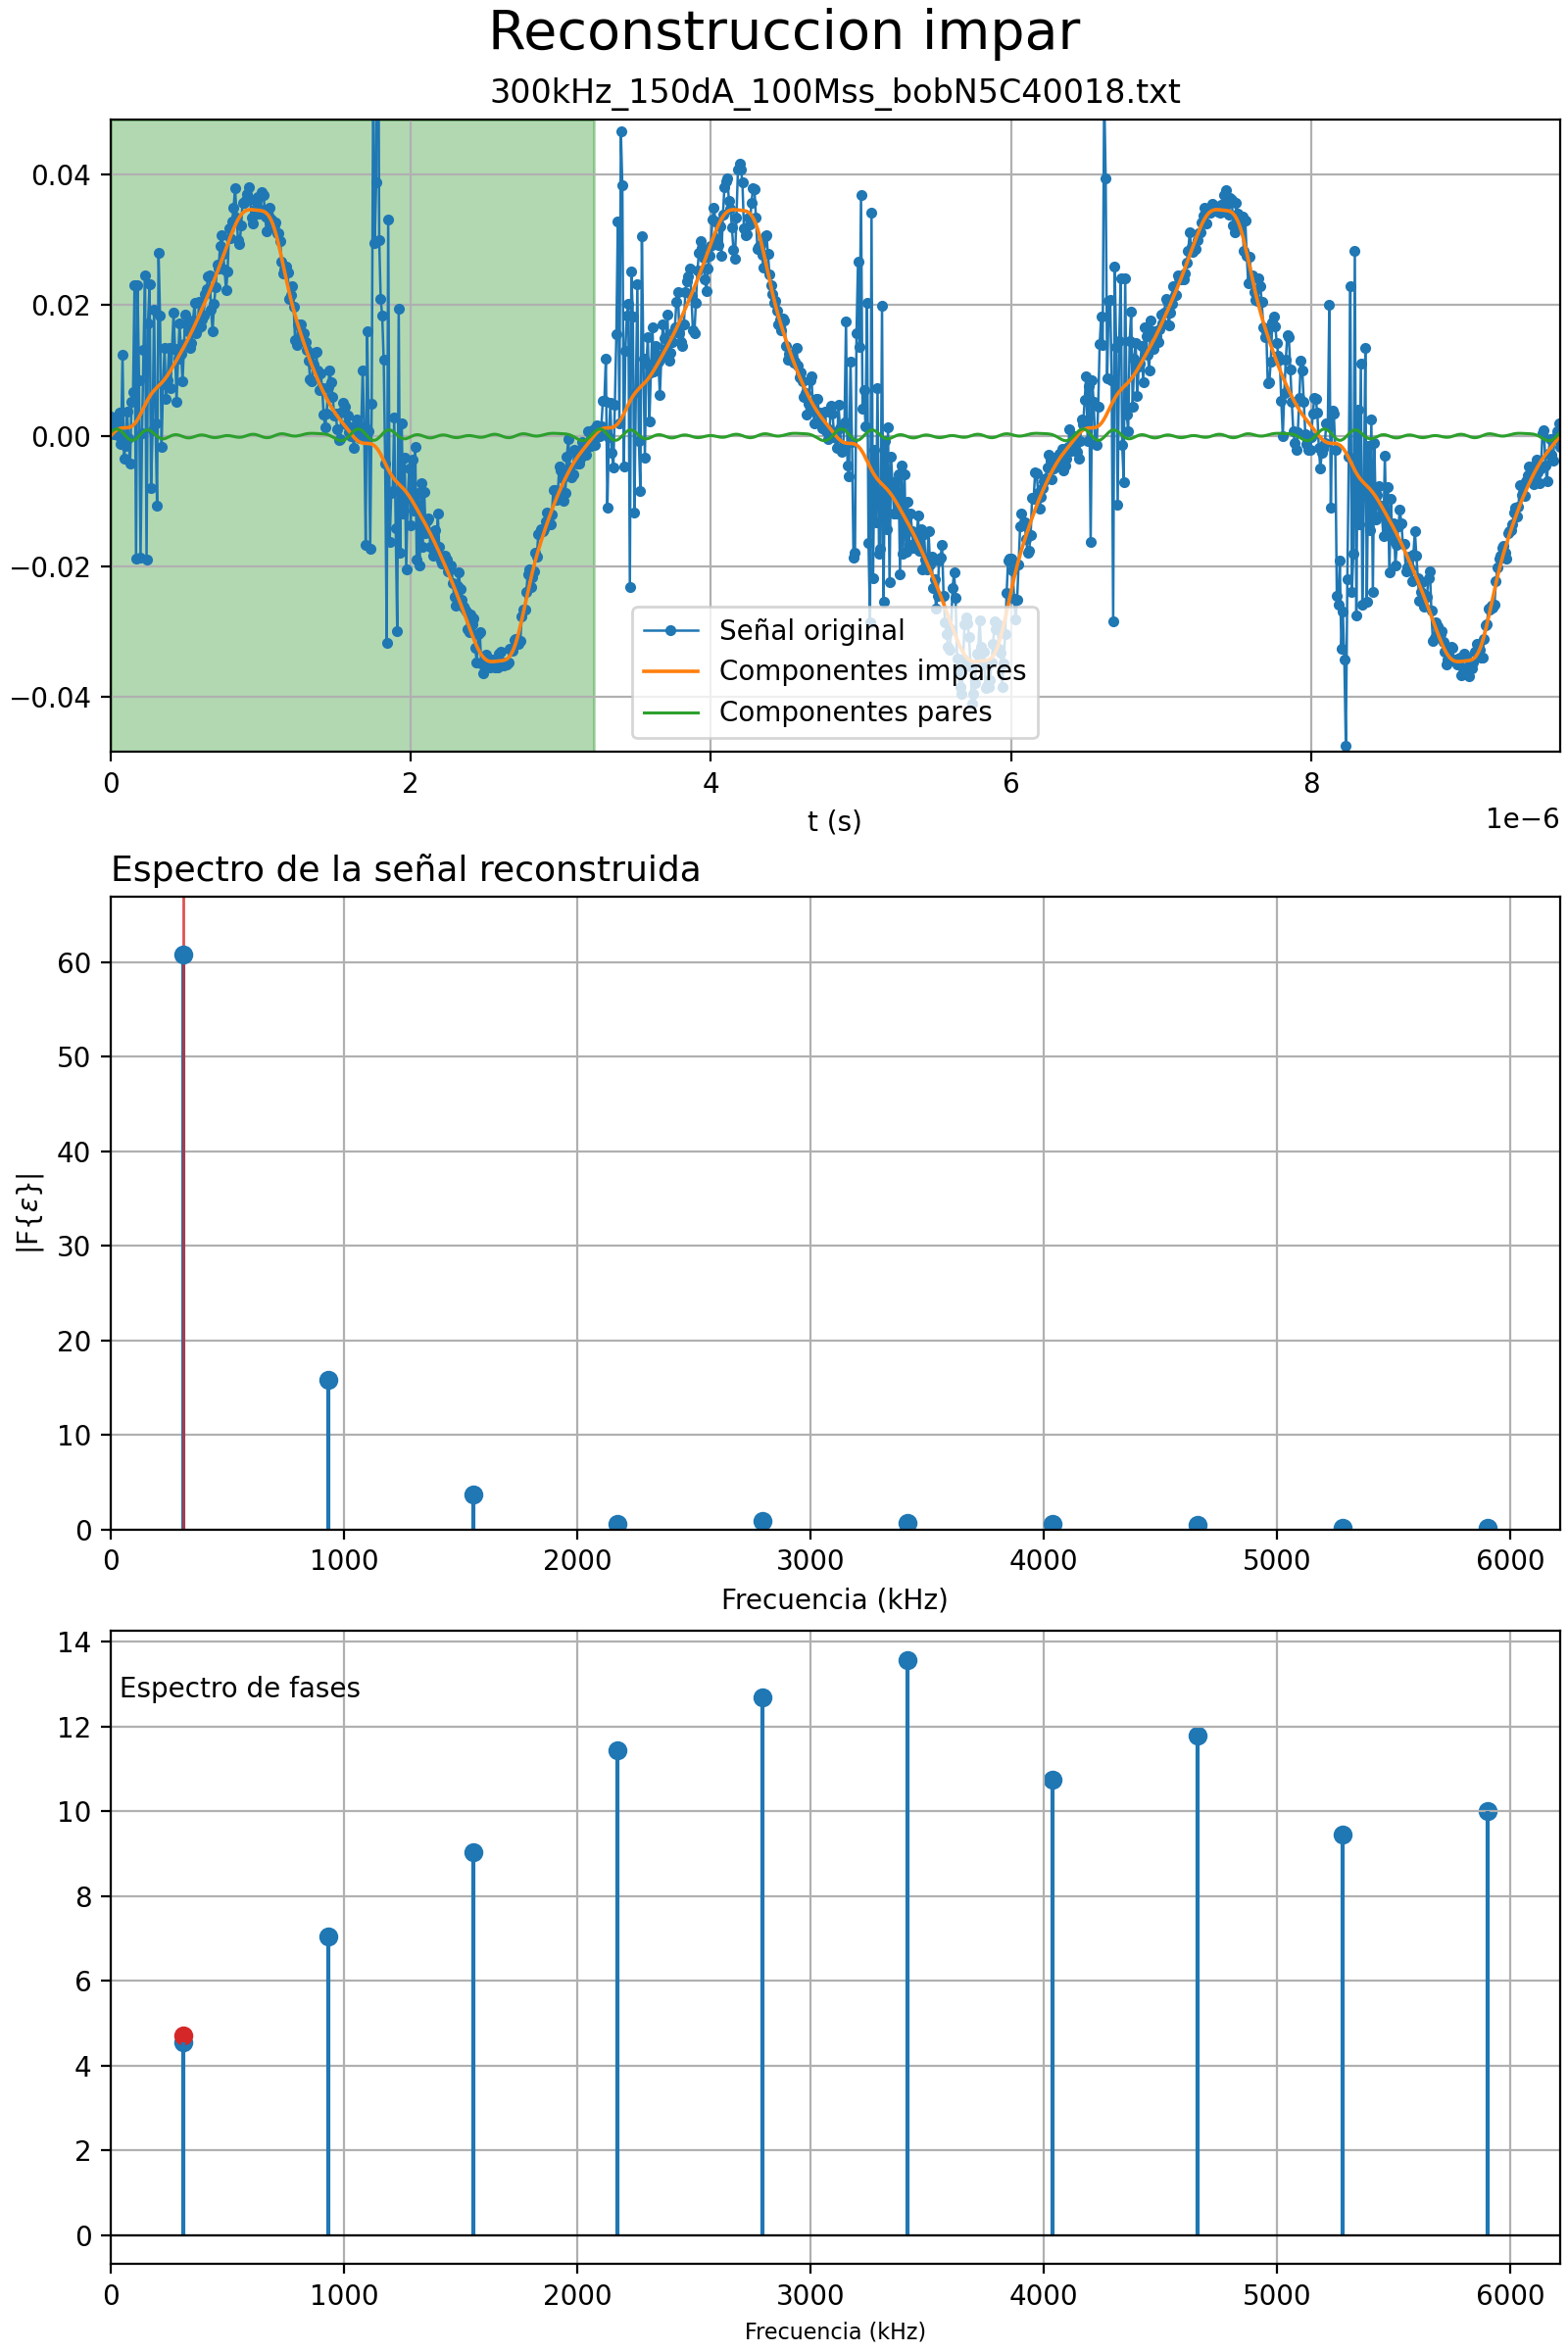 Reconstruccion impar
300kHz_150dA_100Mss_bobN5C40018.txt
0.04
0.02
0.00
−0.02
−0.04
Señal original
Componentes impares
Componentes pares
0 2 4 6 8
t (s)
1e−6
Espectro de la señal reconstruida
60
50
40
30
20
10
0
|F{ε}|
0 1000 2000 3000 4000 5000 6000
Frecuencia (kHz)
14
12
10
8
6
4
2
0
Espectro de fases
0 1000 2000 3000 4000 5000 6000
Frecuencia (kHz)